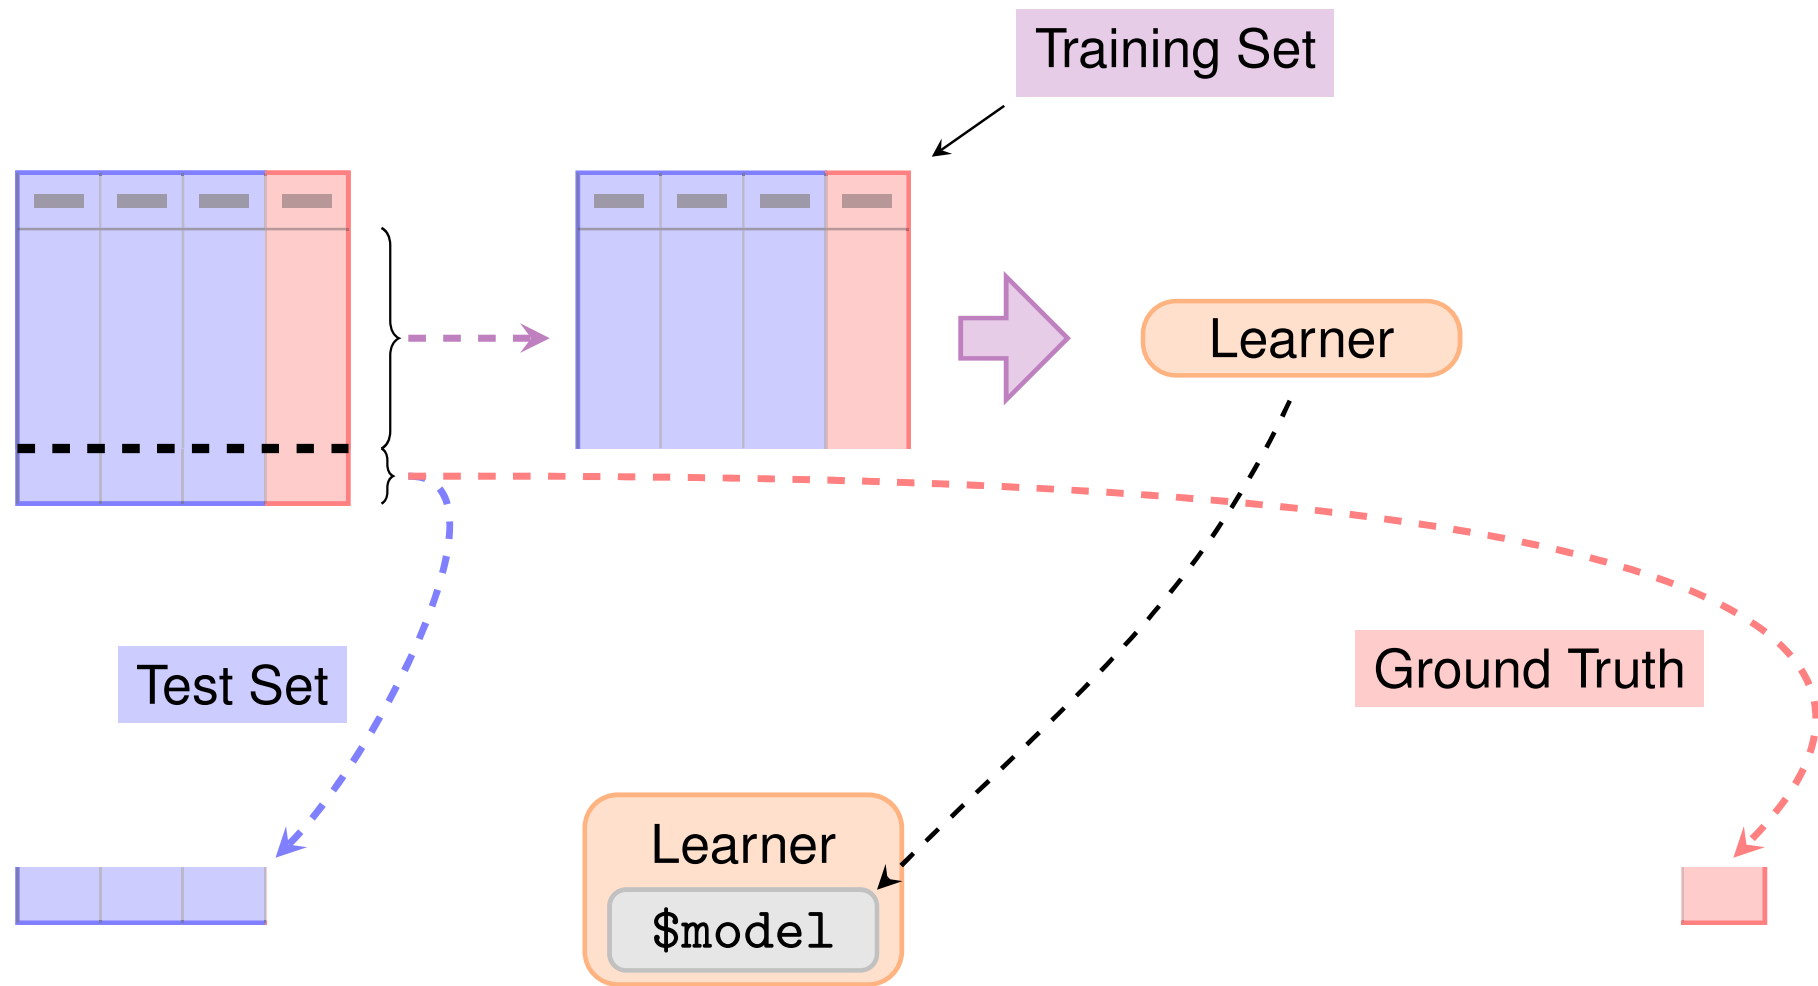 Training Set
Learner
Test Set
Ground Truth
Learner
$model